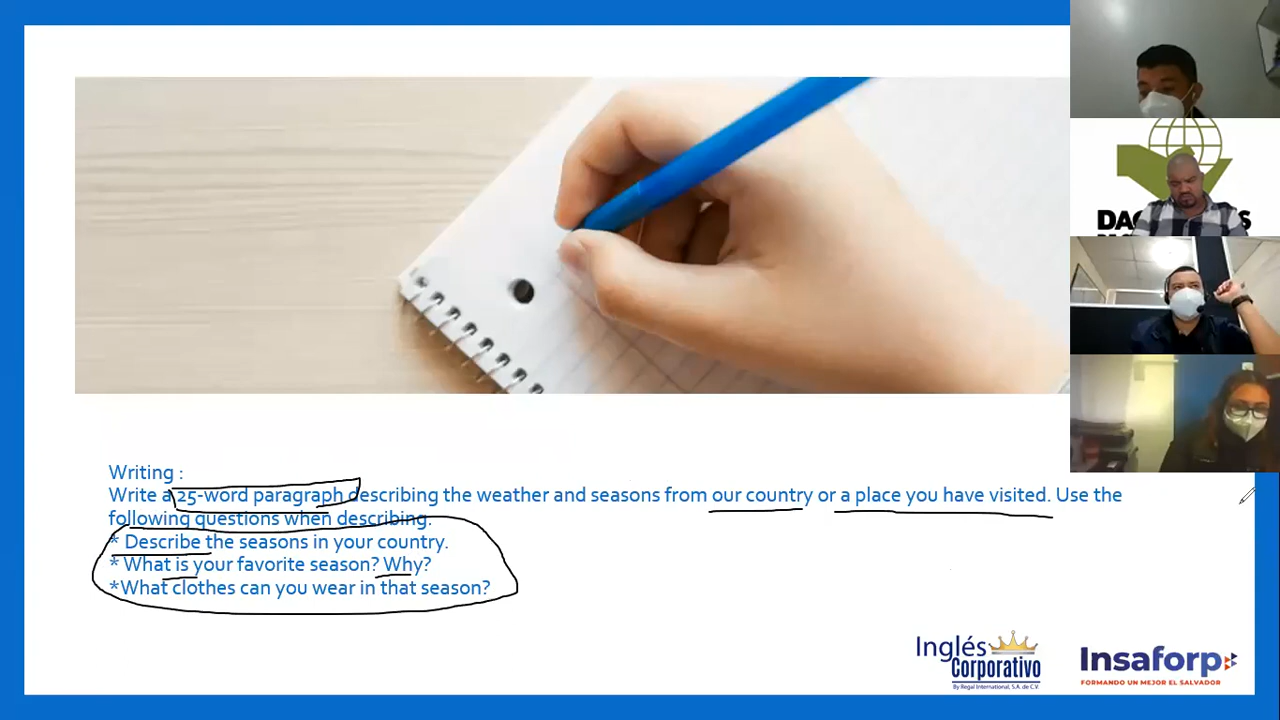 Writing :
Write a 25-word paragraph describing the weather and seasons from our country or a place you have visited. Use the
following questions when describing.
* Describe the seasons in your country.
* What is your favorite season? Why?
*What clothes can you wear in that season?
Inglés
Corporativo
By Regal International, S.A. de C.V.
Insaforp
FORMANDO UN MEJOR EL SALVADOR